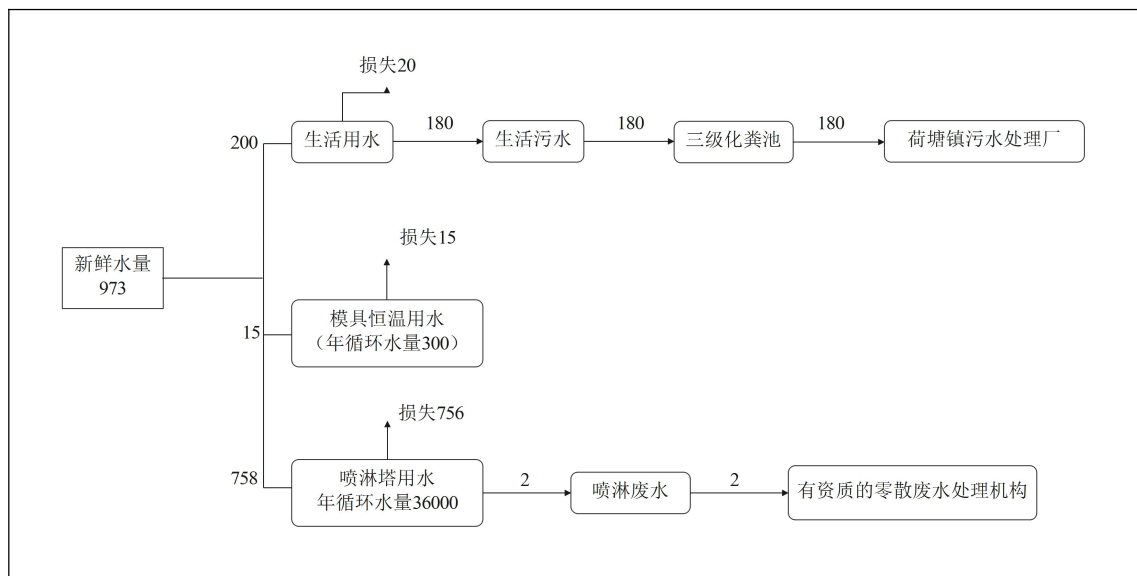 损失20
200
生活用水
180
生活污水
180
三级化粪池
180
荷塘镇污水处理厂
损失15
新鲜水量
973
15
模具恒温用水
（年循环水量300）
损失756
758
喷淋塔用水
年循环水量36000
2
喷淋废水
2
有资质的零散废水处理机构